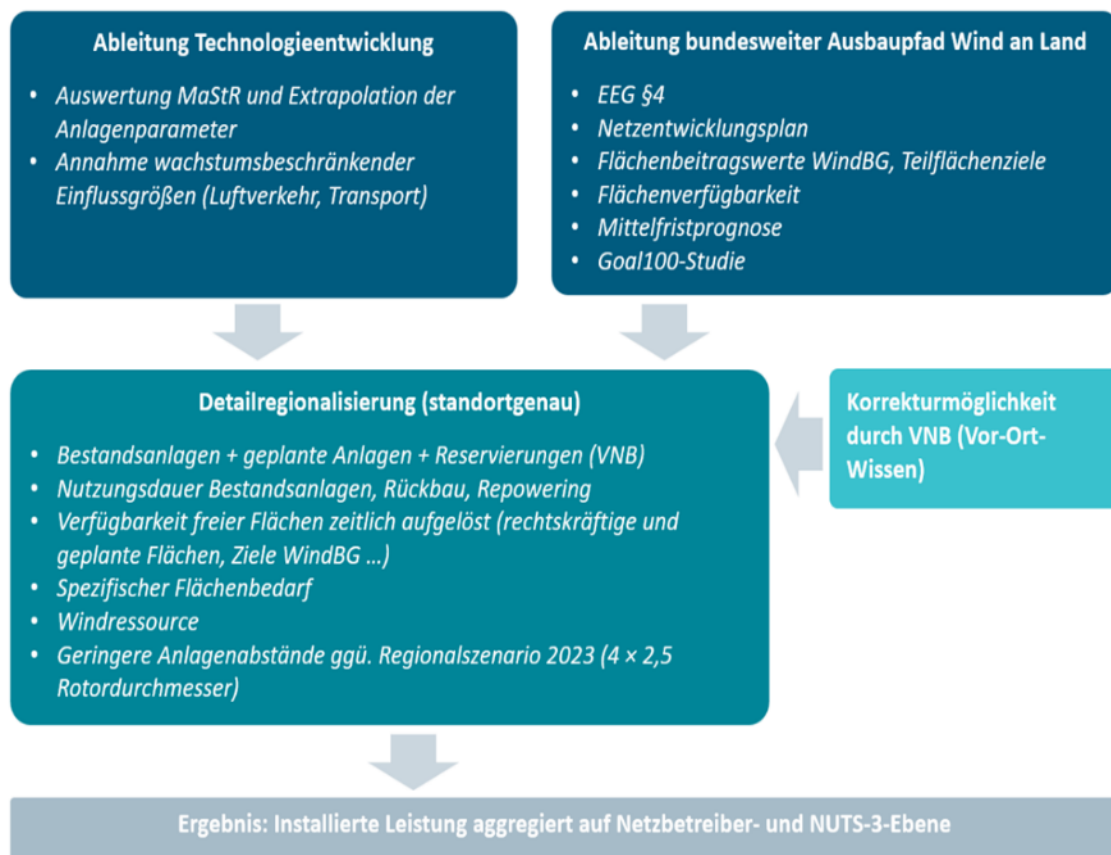 Ableitung Technologieentwicklung
• Auswertung MaStR und Extrapolation der
Anlagenparameter
• Annahme wachstumsbeschränkender
Einflussgrößen (Luftverkehr, Transport)
Ableitung bundesweiter Ausbaupfad Wind an Land
• EEG §4
• Netzentwicklungsplan
• Flächenbeitragswerte WindBG, Teilflächenziele
• Flächenverfügbarkeit
• Mittelfristprognose
• Goal100-Studie
Detailregionalisierung (standortgenau)
• Bestandsanlagen + geplante Anlagen + Reservierungen (VNB)
• Nutzungsdauer Bestandsanlagen, Rückbau, Repowering
• Verfügbarkeit freier Flächen zeitlich aufgelöst (rechtskräftige und
geplante Flächen, Ziele WindBG ...)
• Spezifischer Flächenbedarf
• Windressource
• Geringere Anlagenabstände ggü. Regionalszenario 2023 (4 × 2,5
Rotordurchmesser)
Korrekturmöglichkeit
durch VNB (Vor-Ort-
Wissen)
Ergebnis: Installierte Leistung aggregiert auf Netzbetreiber- und NUTS-3-Ebene